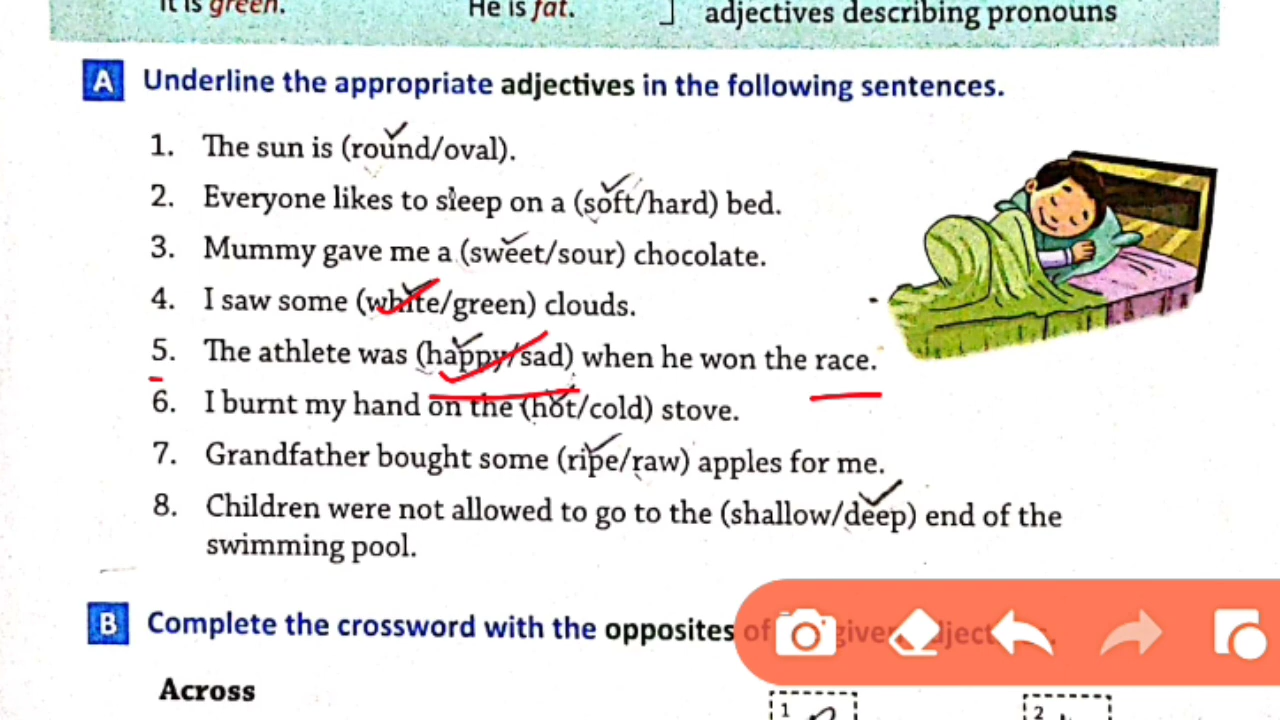 It is green. He is fat. adjectives describing pronouns
A Underline the appropriate adjectives in the following sentences.
1. The sun is (round/oval).
2. Everyone likes to sleep on a (soft/hard) bed.
3. Mummy gave me a (sweet/sour) chocolate.
4. I saw some (white/green) clouds.
5. The athlete was (happy/sad) when he won the race.
6. I burnt my hand on the (hot/cold) stove.
7. Grandfather bought some (ripe/raw) apples for me.
8. Children were not allowed to go to the (shallow/deep) end of the
swimming pool.
B Complete the crossword with the opposites of given
Across
1 2